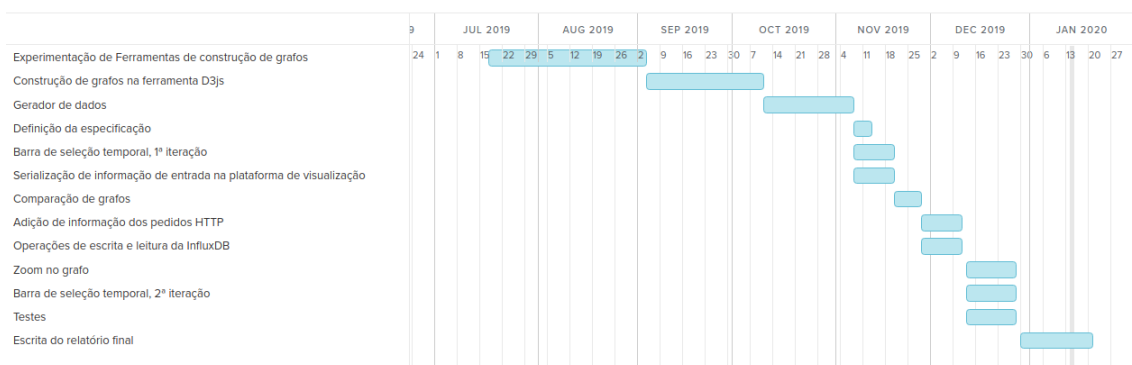 9 JUL 2019 AUG 2019 SEP 2019 OCT 2019 NOV 2019 DEC 2019 JAN 2020
24 1 8 15 22 29 5 12 19 26 2 9 16 23 30 7 14 21 28 4 11 18 25 2 9 16 23 30 6 13 20 27
Experimentação de Ferramentas de construção de grafos
Construção de grafos na ferramenta D3js
Gerador de dados
Definição da especificação
Barra de seleção temporal, 1ª iteração
Serialização de informação de entrada na plataforma de visualização
Comparação de grafos
Adição de informação dos pedidos HTTP
Operações de escrita e leitura da InfluxDB
Zoom no grafo
Barra de seleção temporal, 2ª iteração
Testes
Escrita do relatório final